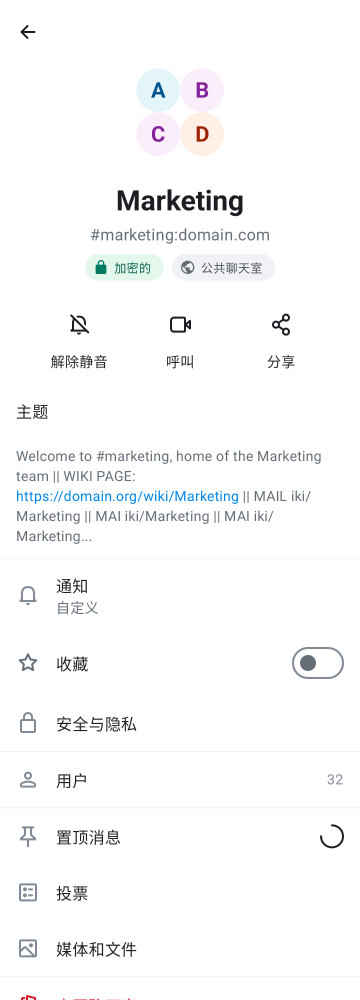 A B
C D
Marketing
#marketing:domain.com
加密的 公共聊天室
解除静音 呼叫 分享
主题
Welcome to #marketing, home of the Marketing
team || WIKI PAGE:
https://domain.org/wiki/Marketing || MAIL iki/
Marketing || MAI iki/Marketing || MAI iki/
Marketing...
通知
自定义
收藏
安全与隐私
用户 32
置顶消息
投票
媒体和文件